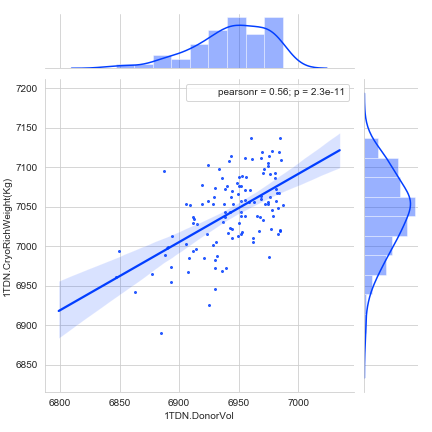 pearsonr = 0.56; p = 2.3e-11
7200
7150
7100
7050
7000
6950
6900
6850
1TDN.CryoRichWeight(Kg)
6800 6850 6900 6950 7000
1TDN.DonorVol